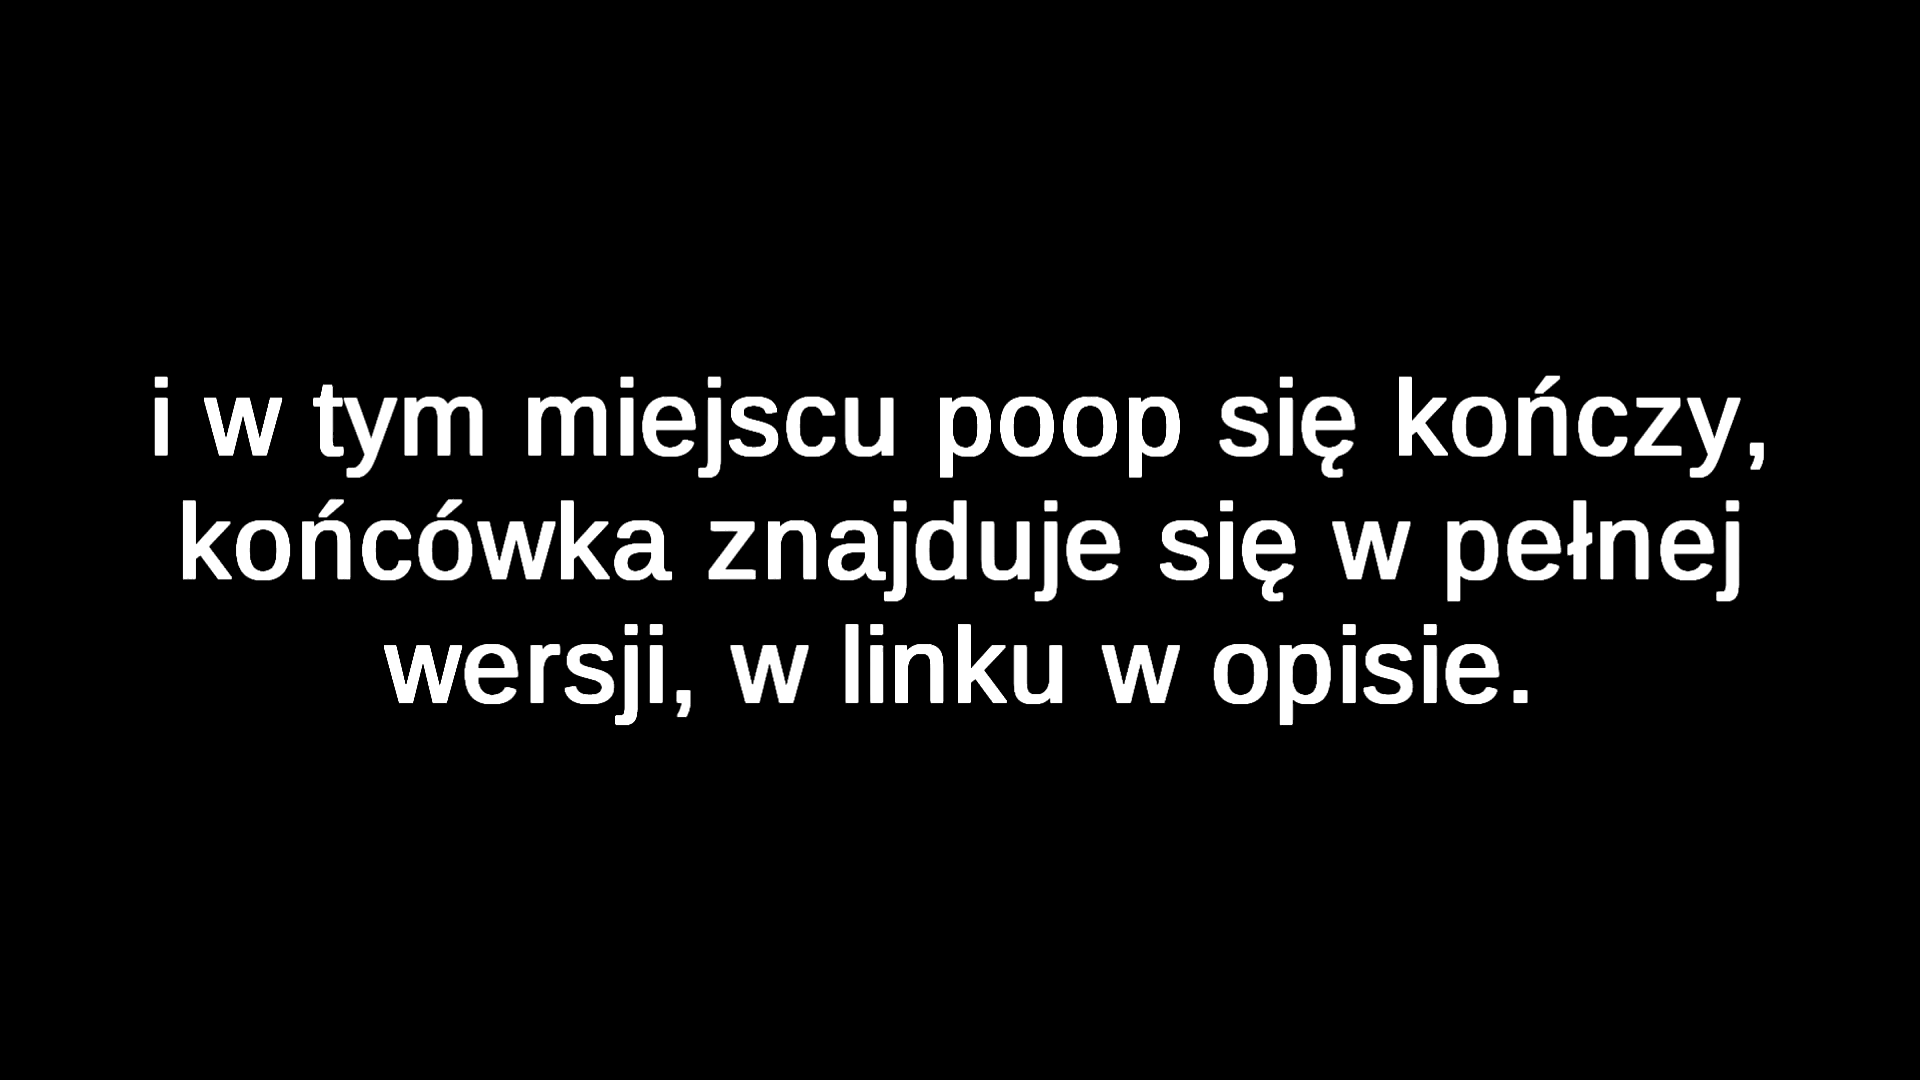 i w tym miejscu poop się kończy,
końcówka znajduje się w pełnej
wersji, w linku w opisie.